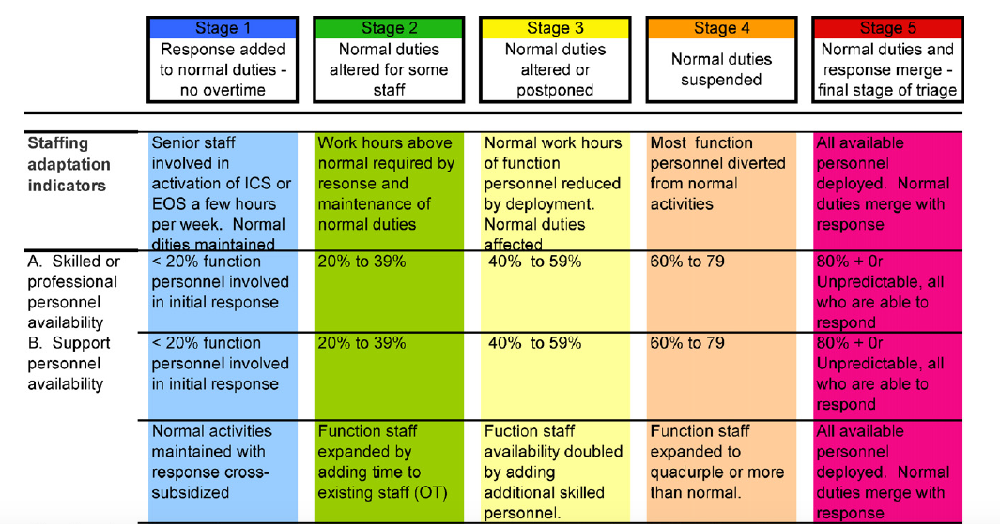 Stage 1
Response added
to normal duties -
no overtime
Stage 2
Normal duties
altered for some
staff
Stage 3
Normal duties
altered or
postponed
Stage 4
Normal duties
suspended
Stage 5
Normal duties and
response merge -
final stage of triage
Staffing
adaptation
indicators
Senior staff
involved in
activation of ICS or
EOS a few hours
per week.  Normal
dities maintained
Work hours above
normal required by
resonse and
maintenance of
normal duties
Normal work hours
of function
personnel reduced
by deployment.
Normal duties
affected
Most  function
personnel diverted
from normal
activities
All available
personnel
deployed.  Normal
duties merge with
response
A.  Skilled or
professional
personnel
availability
< 20% function
personnel involved
in initial response
20% to 39%
40%  to 59%
60% to 79
80% + 0r
Unpredictable, all
who are able to
respond
B.  Support
personnel
availability
< 20% function
personnel involved
in initial response
20% to 39%
40%  to 59%
60% to 79
80% + 0r
Unpredictable, all
who are able to
respond
Normal activities
maintained with
response cross-
subsidized
Function staff
expanded by
adding time to
existing staff (OT)
Fuction staff
availability doubled
by adding
additional skilled
personnel.
Function staff
expanded to
quadurple or more
than normal.
All available
personnel
deployed.  Normal
duties merge with
response